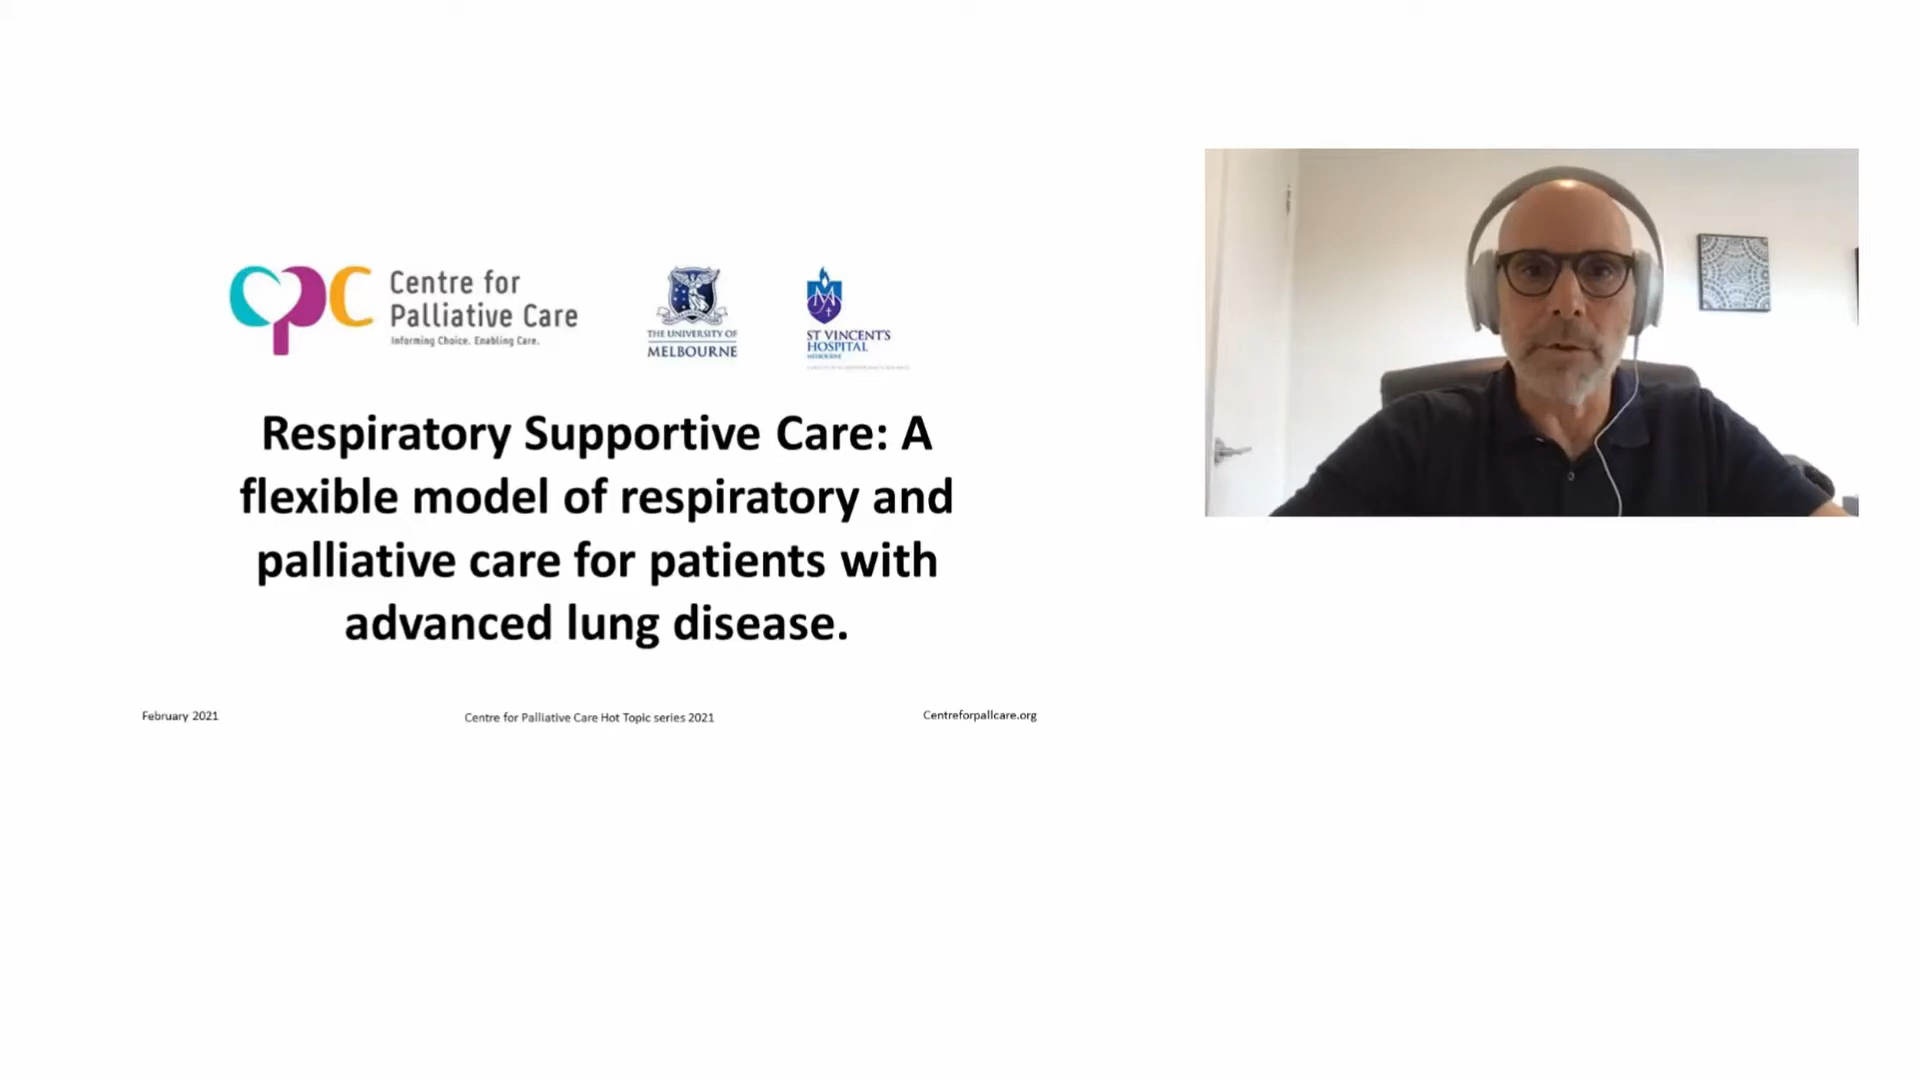 CPC
Centre for
Palliative Care
Informing Choice. Enabling Care.
THE UNIVERSITY OF
MELBOURNE
ST VINCENT'S
HOSPITAL
MELBOURNE
Respiratory Supportive Care: A
flexible model of respiratory and
palliative care for patients with
advanced lung disease.
February 2021
Centre for Palliative Care Hot Topic series 2021
Centreforpallcare.org